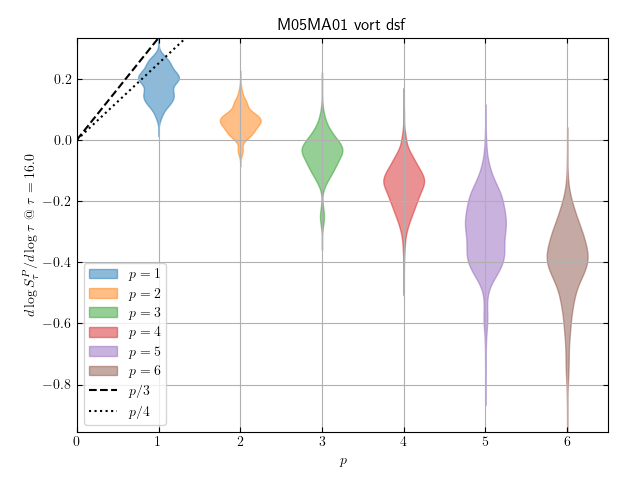 M05MA01 vort dsf
d log S_τ^P / d log τ @ τ = 16.0
0.2
0.0
−0.2
−0.4
−0.6
−0.8
p = 1
p = 2
p = 3
p = 4
p = 5
p = 6
p/3
p/4
0 1 2 3 4 5 6
p